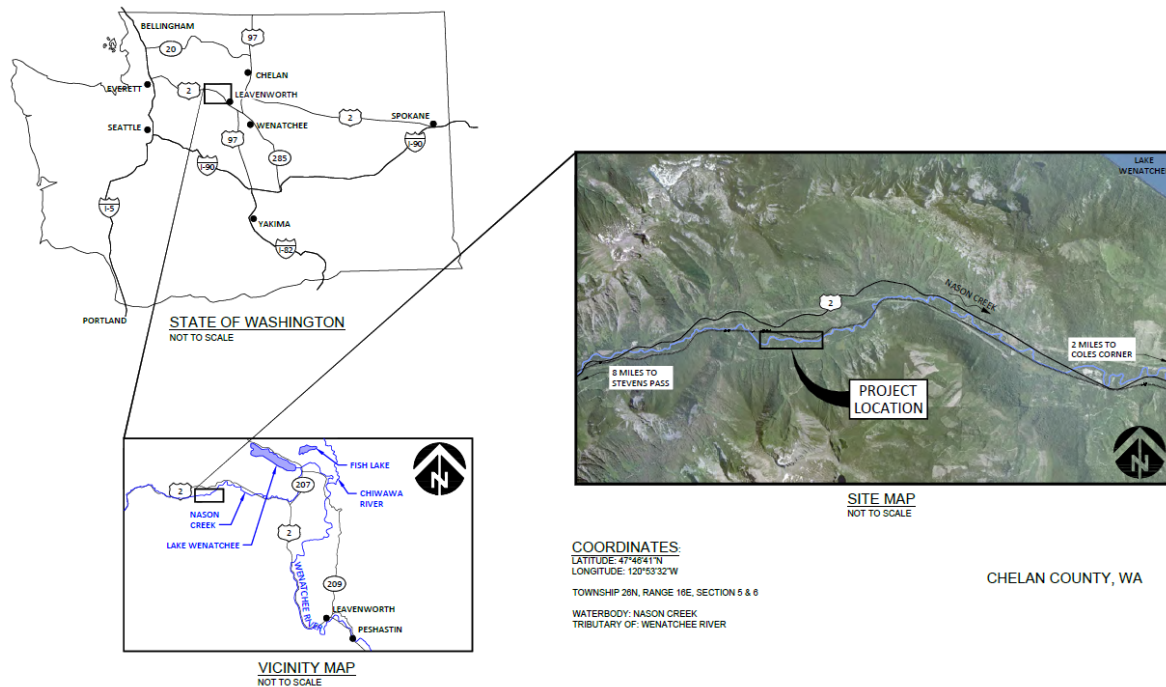 BELLINGHAM
97
20
CHELAN
EVERETT
2
LEAVENWORTH
2
SPOKANE
SEATTLE
WENATCHEE
97
I-90
285
I-90
I-5
YAKIMA
I-82
PORTLAND
STATE OF WASHINGTON
NOT TO SCALE
LAKE
WENATCHEE
2
NASON CREEK
2 MILES TO
COLES CORNER
8 MILES TO
STEVENS PASS
PROJECT
LOCATION
N
SITE MAP
NOT TO SCALE
FISH LAKE
N
2
207
CHIWAWA
RIVER
NASON
CREEK
LAKE WENATCHEE
2
WENATCHEE RIVER
209
LEAVENWORTH
PESHASTIN
VICINITY MAP
NOT TO SCALE
COORDINATES:
LATITUDE: 47°46'41"N
LONGITUDE: 120°53'32"W
TOWNSHIP 26N, RANGE 16E, SECTION 5 & 6
WATERBODY: NASON CREEK
TRIBUTARY OF: WENATCHEE RIVER
CHELAN COUNTY, WA